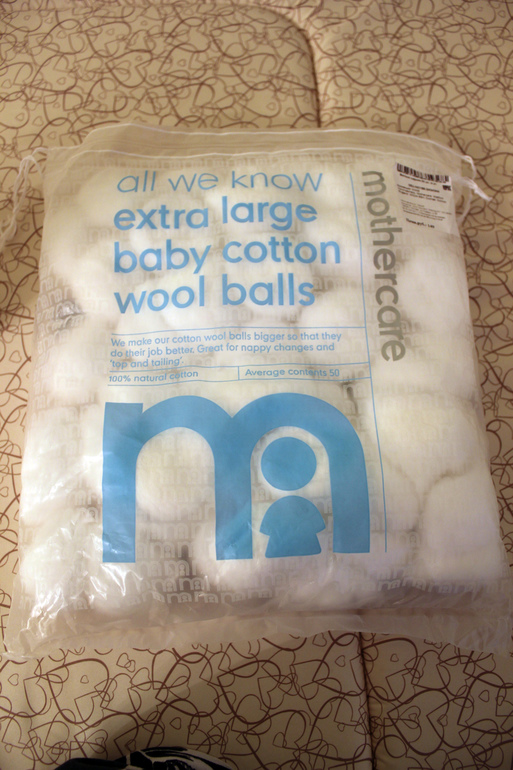 all we know
extra large
baby cotton
wool balls
We make our cotton wool balls bigger so that they
do their job better. Great for nappy changes and
'top and tailing'.
100% natural cotton
Average contents 50
mothercare